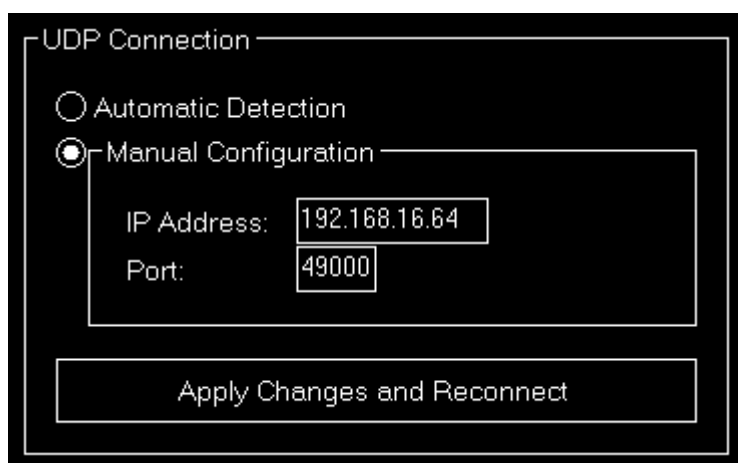 UDP Connection
Automatic Detection
Manual Configuration
IP Address: 192.168.16.64
Port: 49000
Apply Changes and Reconnect